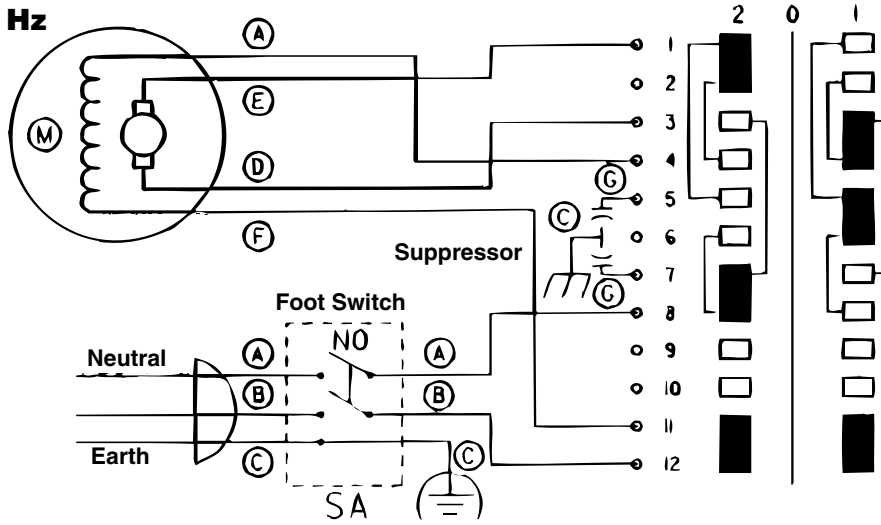 Hz
2 0 1
A
1
2
E
3
M
D
4
G
5
C
F
6
Suppressor
7
G
Foot Switch
8
NO
Neutral
A
A
9
B
B
10
11
Earth
C
C
12
SA